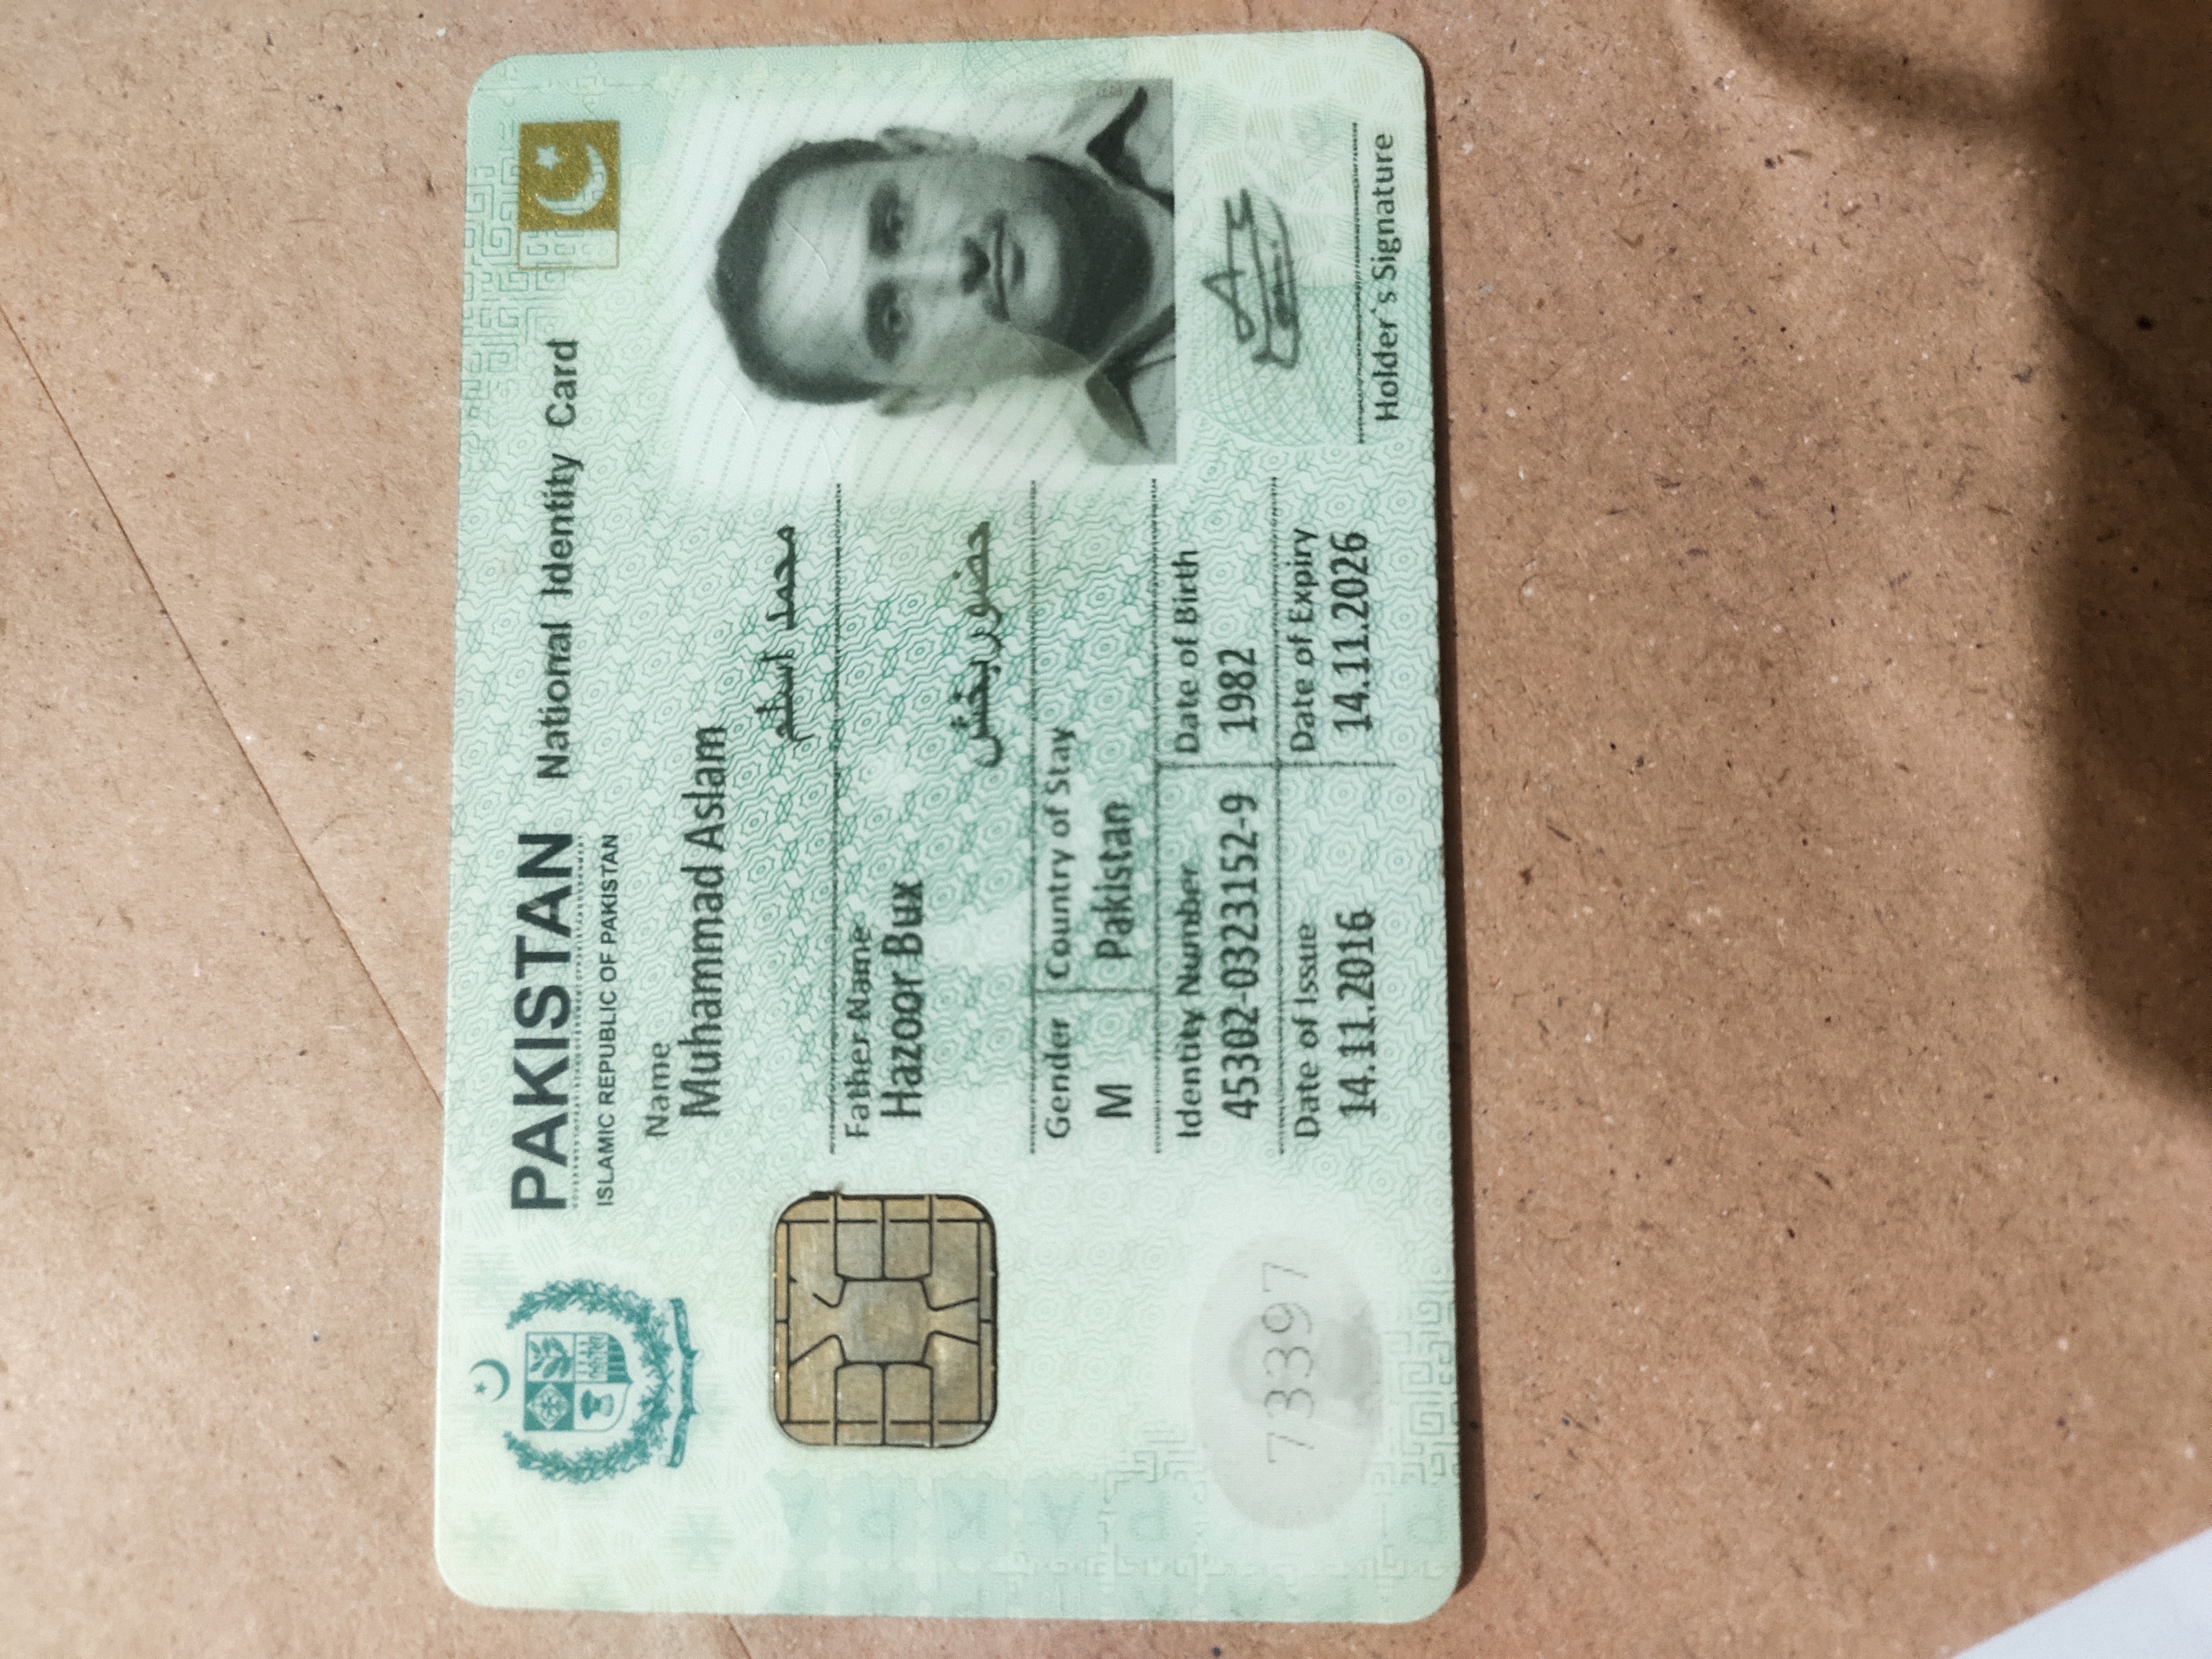 PAKISTAN National Identity Card
ISLAMIC REPUBLIC OF PAKISTAN
Name
Muhammad Aslam
محمد اسلم
Father Name
Hazoor Bux
حضور بخش
Gender Country of Stay
M Pakistan
Identity Number Date of Birth
45302-0323152-9 1982
73397
Date of Issue Date of Expiry
14.11.2016 14.11.2026
Holder`s Signature